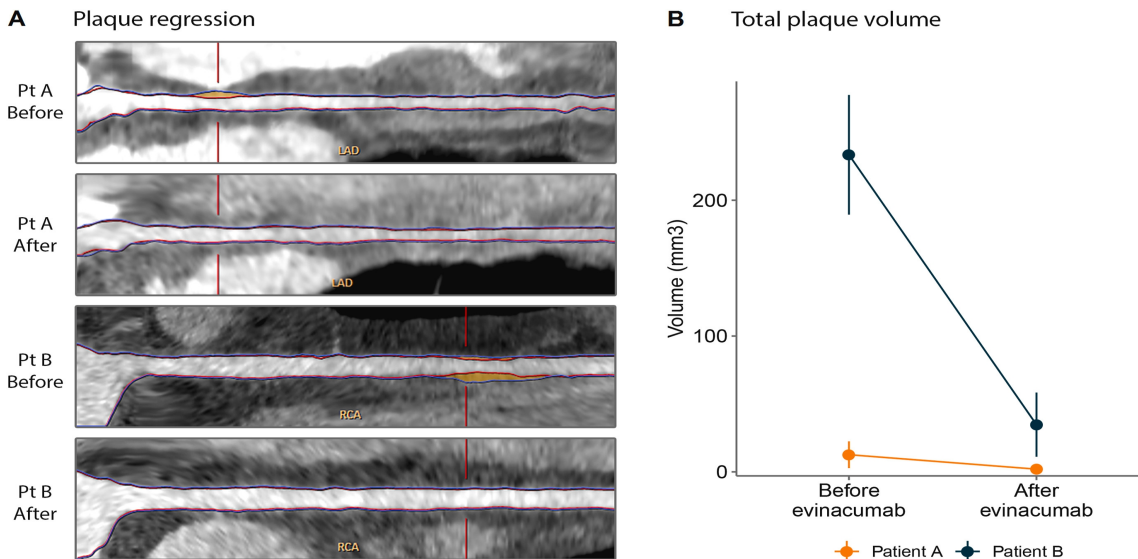 A Plaque regression
Pt A
Before
LAD
Pt A
After
LAD
Pt B
Before
RCA
Pt B
After
RCA
B Total plaque volume
Volume (mm3)
200
100
0
Before
evinacumab
After
evinacumab
Patient A Patient B